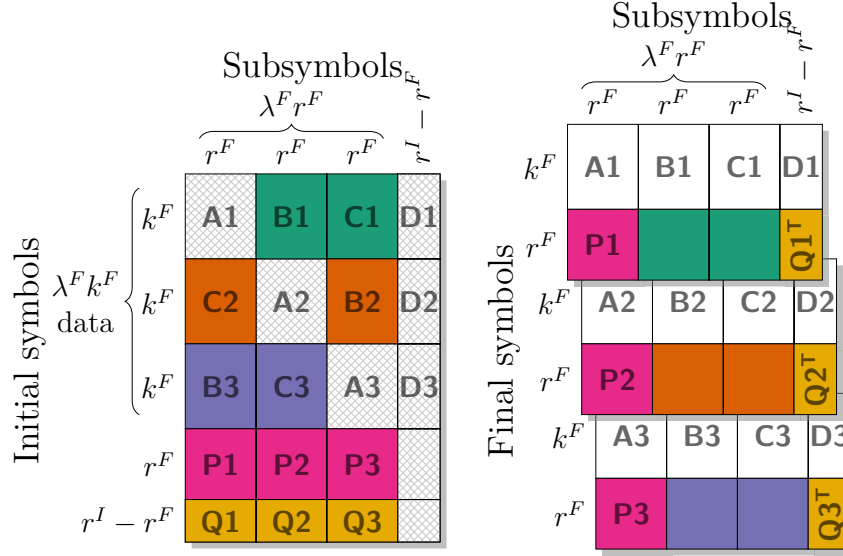 Subsymbols
λ^F r^F
r^F r^F r^F r^I − r^F
Initial symbols
λ^F k^F
data
k^F A1 B1 C1 D1
k^F C2 A2 B2 D2
k^F B3 C3 A3 D3
r^F P1 P2 P3
r^I − r^F Q1 Q2 Q3
Subsymbols
λ^F r^F
r^F r^F r^F r^I − r^F
Final symbols
k^F A1 B1 C1 D1
r^F P1 Q1^T
k^F A2 B2 C2 D2
r^F P2 Q2^T
k^F A3 B3 C3 D3
r^F P3 Q3^T